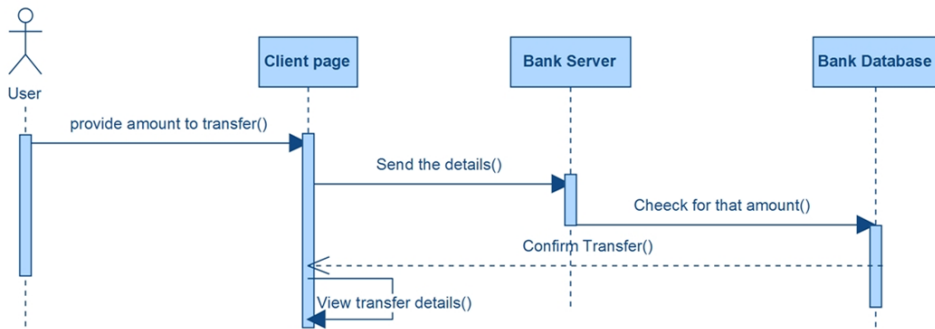 Client page
Bank Server
Bank Database
User
provide amount to transfer()
Send the details()
Cheeck for that amount()
Confirm Transfer()
View transfer details()